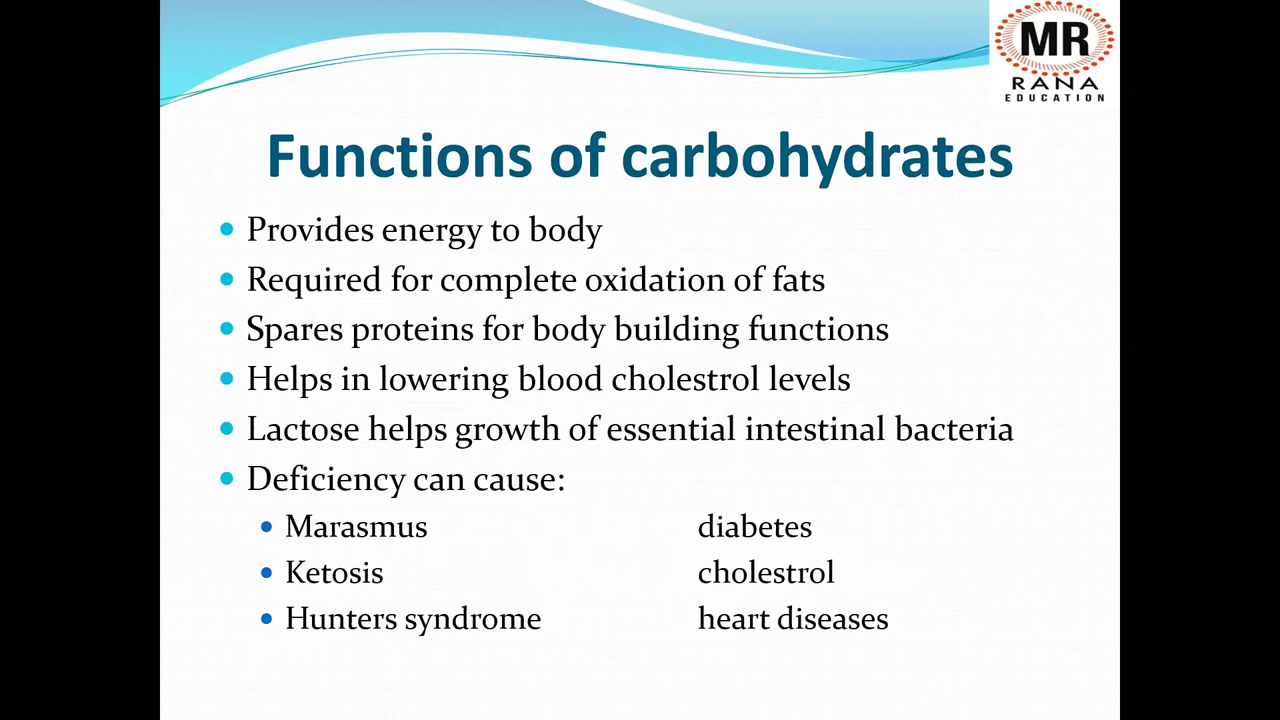 MR
RANA
EDUCATION
Functions of carbohydrates
Provides energy to body
Required for complete oxidation of fats
Spares proteins for body building functions
Helps in lowering blood cholestrol levels
Lactose helps growth of essential intestinal bacteria
Deficiency can cause:
Marasmus diabetes
Ketosis cholestrol
Hunters syndrome heart diseases